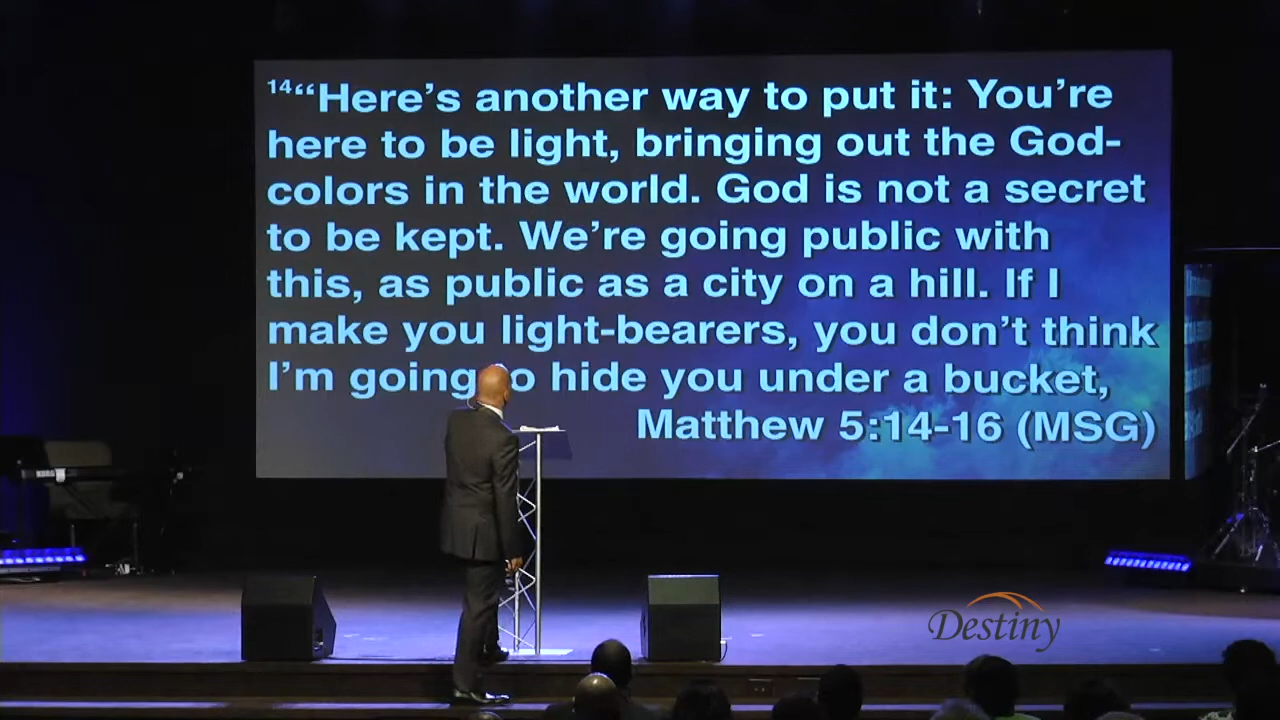 ¹⁴“Here’s another way to put it: You’re
here to be light, bringing out the God-
colors in the world. God is not a secret
to be kept. We’re going public with
this, as public as a city on a hill. If I
make you light-bearers, you don’t think
I’m going to hide you under a bucket,
Matthew 5:14-16 (MSG)
Destiny